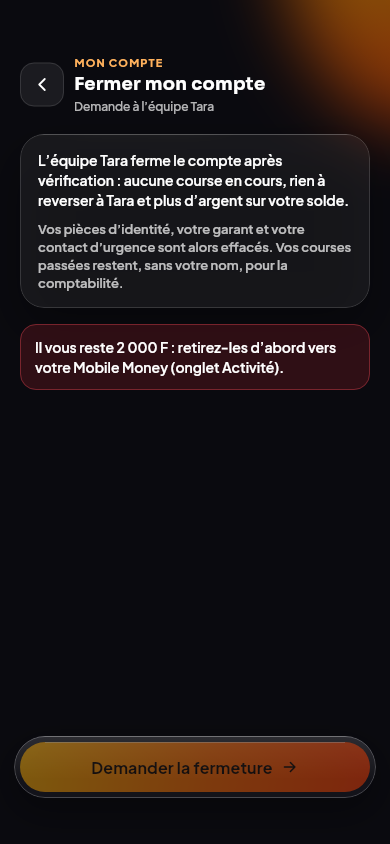 MON COMPTE
Fermer mon compte
Demande à l’équipe Tara
L’équipe Tara ferme le compte après
vérification : aucune course en cours, rien à
reverser à Tara et plus d’argent sur votre solde.
Vos pièces d’identité, votre garant et votre
contact d’urgence sont alors effacés. Vos courses
passées restent, sans votre nom, pour la
comptabilité.
Il vous reste 2 000 F : retirez-les d’abord vers
votre Mobile Money (onglet Activité).
Demander la fermeture →